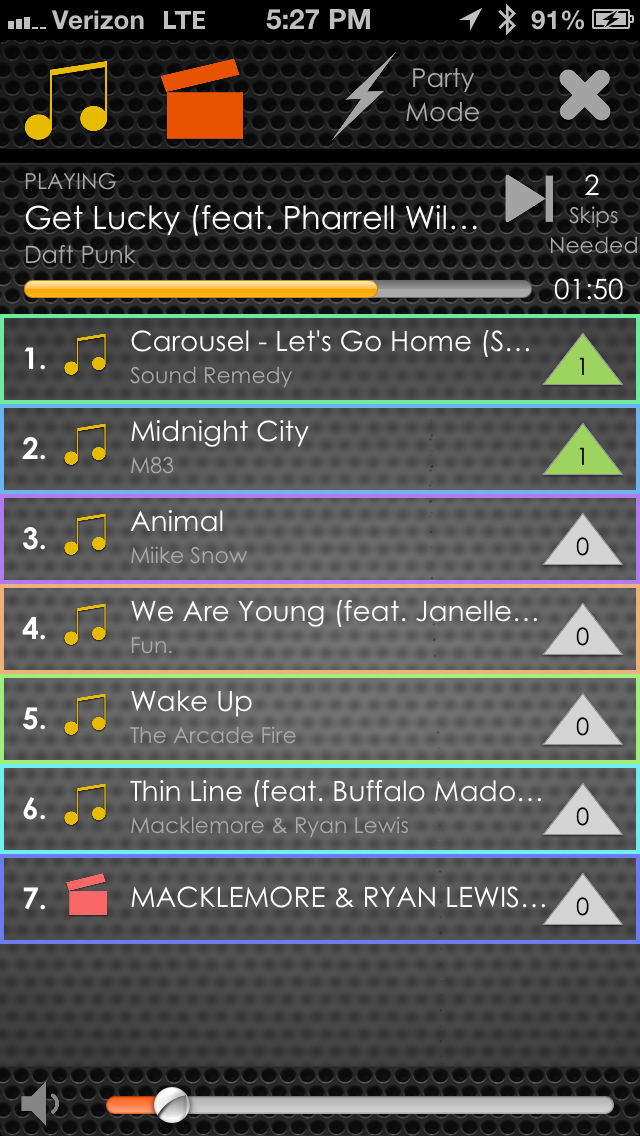 Verizon LTE 5:27 PM 91%
Party
Mode
PLAYING
Get Lucky (feat. Pharrell Wil...
Daft Punk
2
Skips
Needed
01:50
1. Carousel - Let's Go Home (S... 1
Sound Remedy
2. Midnight City 1
M83
3. Animal 0
Miike Snow
4. We Are Young (feat. Janelle... 0
Fun.
5. Wake Up 0
The Arcade Fire
6. Thin Line (feat. Buffalo Mado... 0
Macklemore & Ryan Lewis
7. MACKLEMORE & RYAN LEWIS... 0